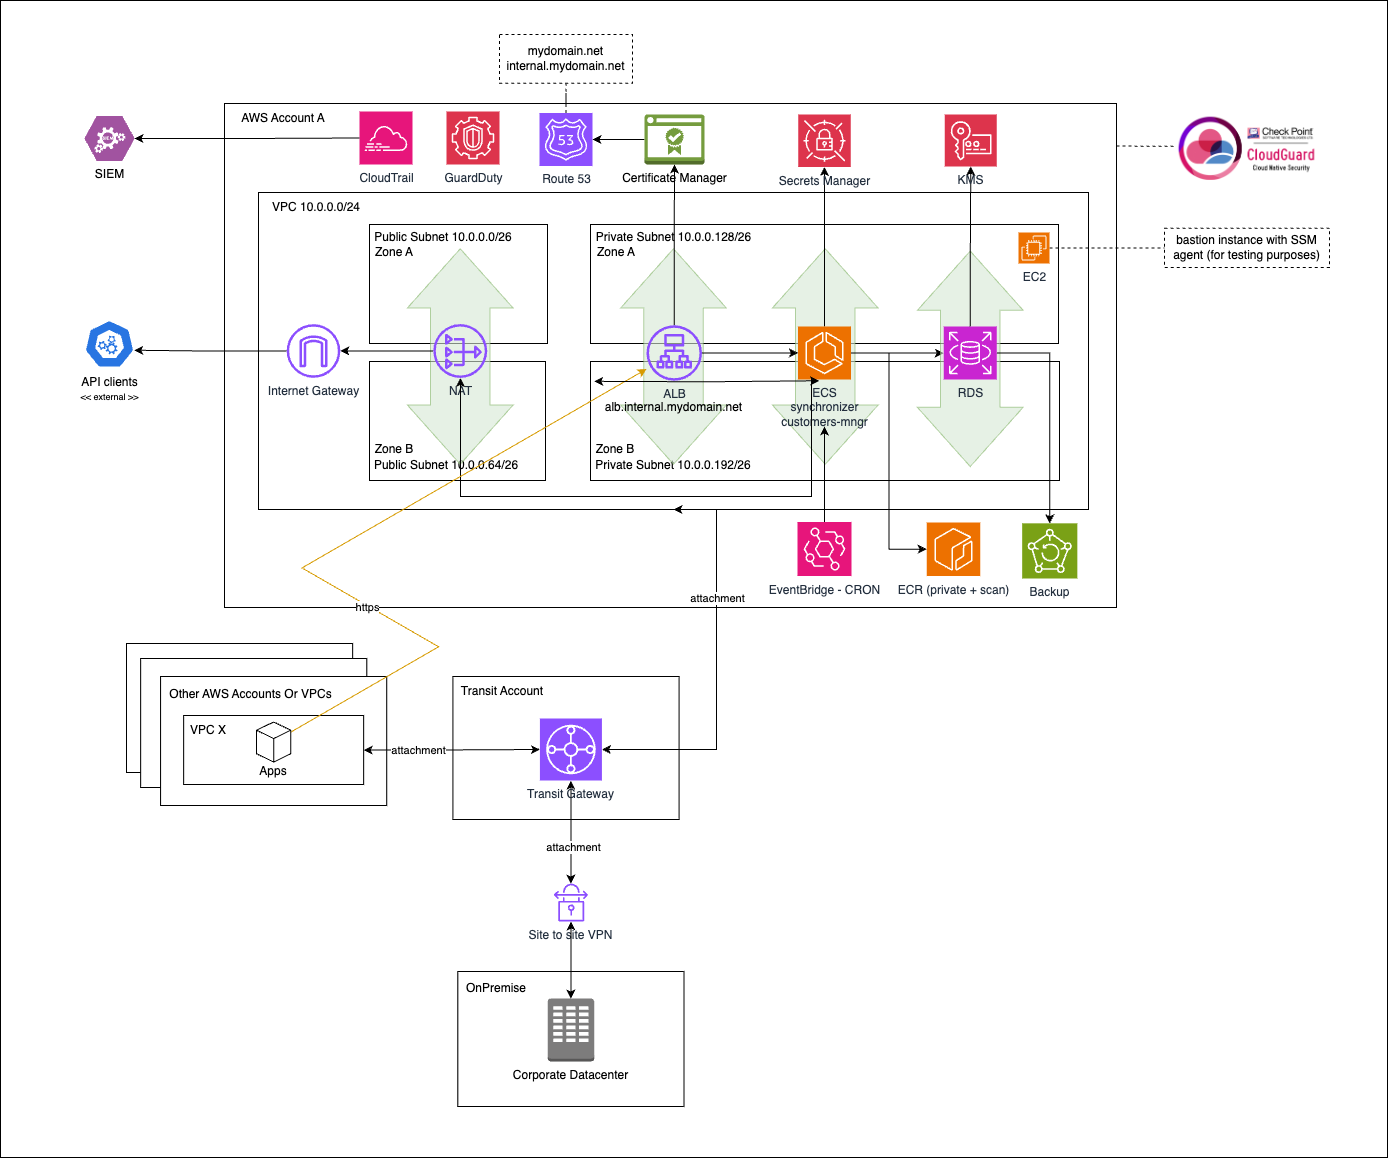 mydomain.net
internal.mydomain.net
AWS Account A
SIEM
CloudTrail
GuardDuty
53
Route 53
Certificate Manager
Secrets Manager
KMS
Check Point
CloudGuard
Cloud Native Security
VPC 10.0.0.0/24
Public Subnet 10.0.0.0/26
Zone A
Private Subnet 10.0.0.128/26
Zone A
EC2
bastion instance with SSM
agent (for testing purposes)
API clients
<< external >>
Internet Gateway
NAT
ALB
alb.internal.mydomain.net
ECS
synchronizer
customers-mngr
RDS
Zone B
Public Subnet 10.0.0.64/26
Zone B
Private Subnet 10.0.0.192/26
EventBridge - CRON
ECR (private + scan)
Backup
attachment
https
Other AWS Accounts Or VPCs
VPC X
Apps
attachment
Transit Account
Transit Gateway
attachment
Site to site VPN
OnPremise
Corporate Datacenter